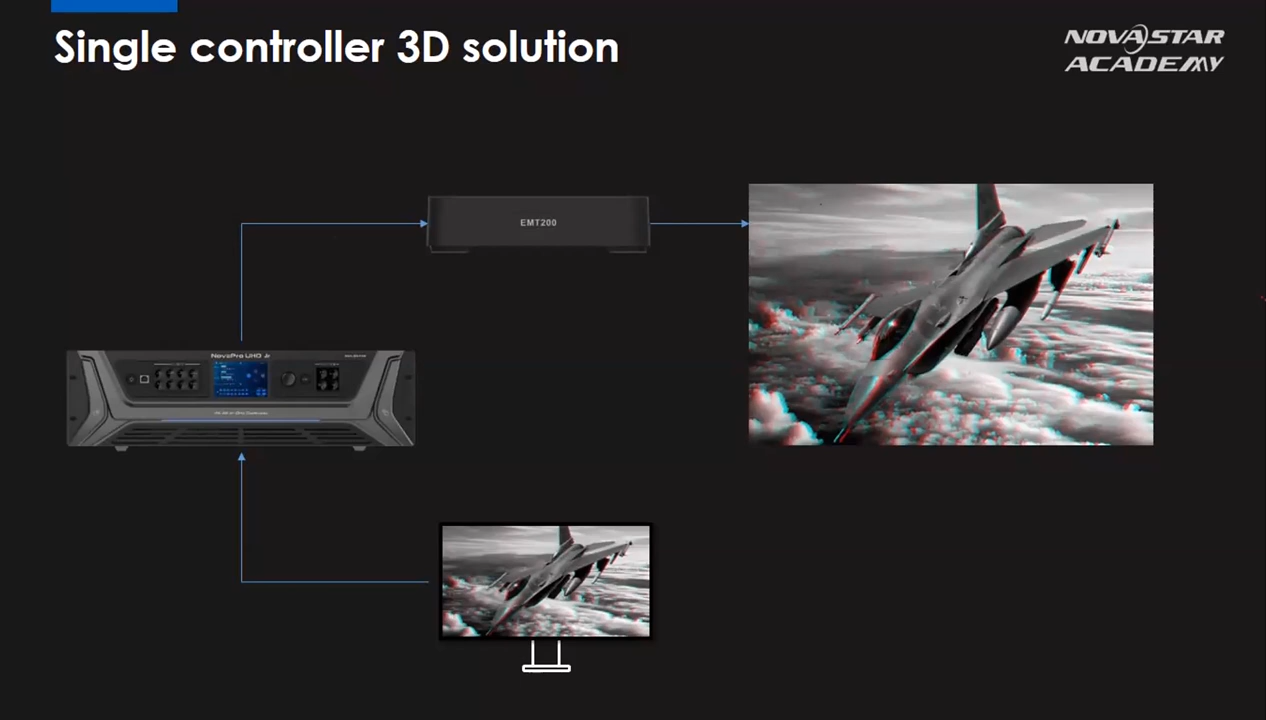 Single controller 3D solution
NOVASTAR
ACADEMY
EMT200
NovaPro UHD Jr